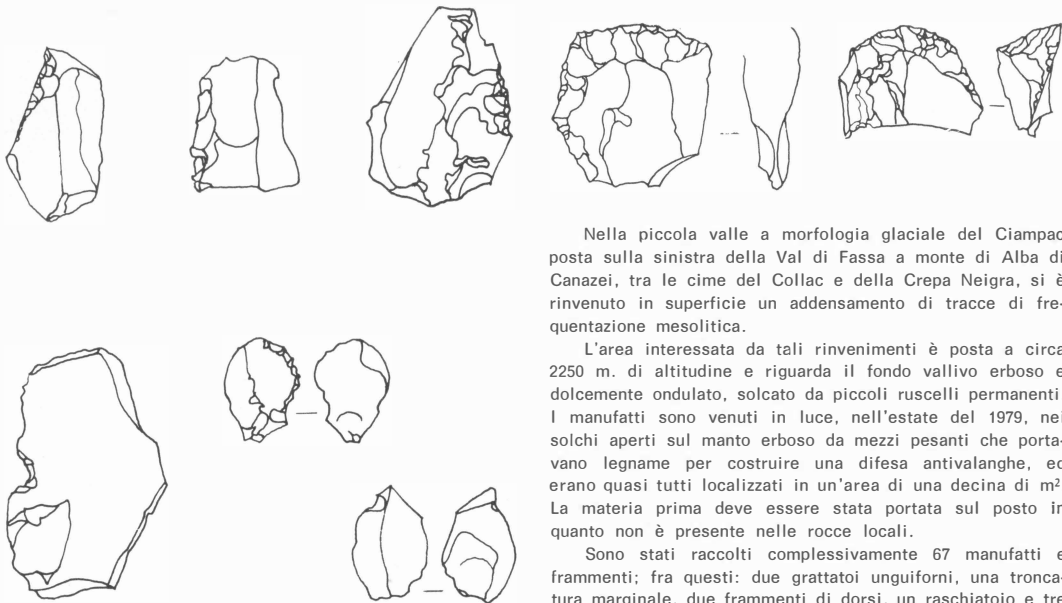 Nella piccola valle a morfologia glaciale del Ciampac
posta sulla sinistra della Val di Fassa a monte di Alba di
Canazei, tra le cime del Collac e della Crepa Neigra, si è
rinvenuto in superficie un addensamento di tracce di fre-
quentazione mesolitica.
L'area interessata da tali rinvenimenti è posta a circa
2250 m. di altitudine e riguarda il fondo vallivo erboso e
dolcemente ondulato, solcato da piccoli ruscelli permanenti
I manufatti sono venuti in luce, nell'estate del 1979, nei
solchi aperti sul manto erboso da mezzi pesanti che porta-
vano legname per costruire una difesa antivalanghe, ed
erano quasi tutti localizzati in un'area di una decina di m²
La materia prima deve essere stata portata sul posto in
quanto non è presente nelle rocce locali.
Sono stati raccolti complessivamente 67 manufatti e
frammenti; fra questi: due grattatoi unguiforni, una tronca-
tura marginale, due frammenti di dorsi, un raschiatoio e tre